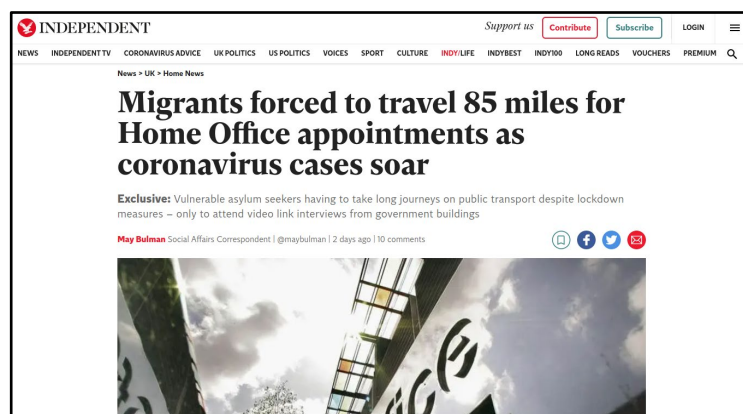 INDEPENDENT
Support us Contribute Subscribe LOGIN
NEWS INDEPENDENT TV CORONAVIRUS ADVICE UK POLITICS US POLITICS VOICES SPORT CULTURE INDY/LIFE INDYBEST INDY100 LONG READS VOUCHERS PREMIUM
News > UK > Home News
Migrants forced to travel 85 miles for
Home Office appointments as
coronavirus cases soar
Exclusive: Vulnerable asylum seekers having to take long journeys on public transport despite lockdown
measures – only to attend video link interviews from government buildings
May Bulman Social Affairs Correspondent | @maybulman | 2 days ago | 10 comments